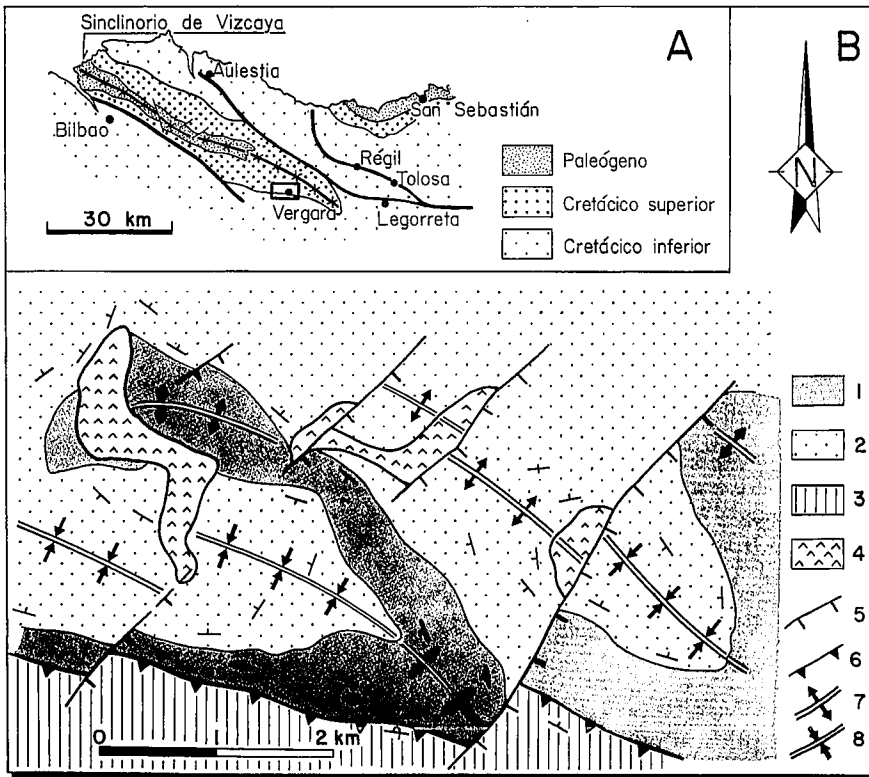 Sinclinorio de Vizcaya
A
B
Aulestia
San Sebastián
Bilbao
Régil
Tolosa
Vergara
Legorreta
30 km
Paleógeno
Cretácico superior
Cretácico inferior
N
1
2
3
4
5
6
7
8
0 1 2 km